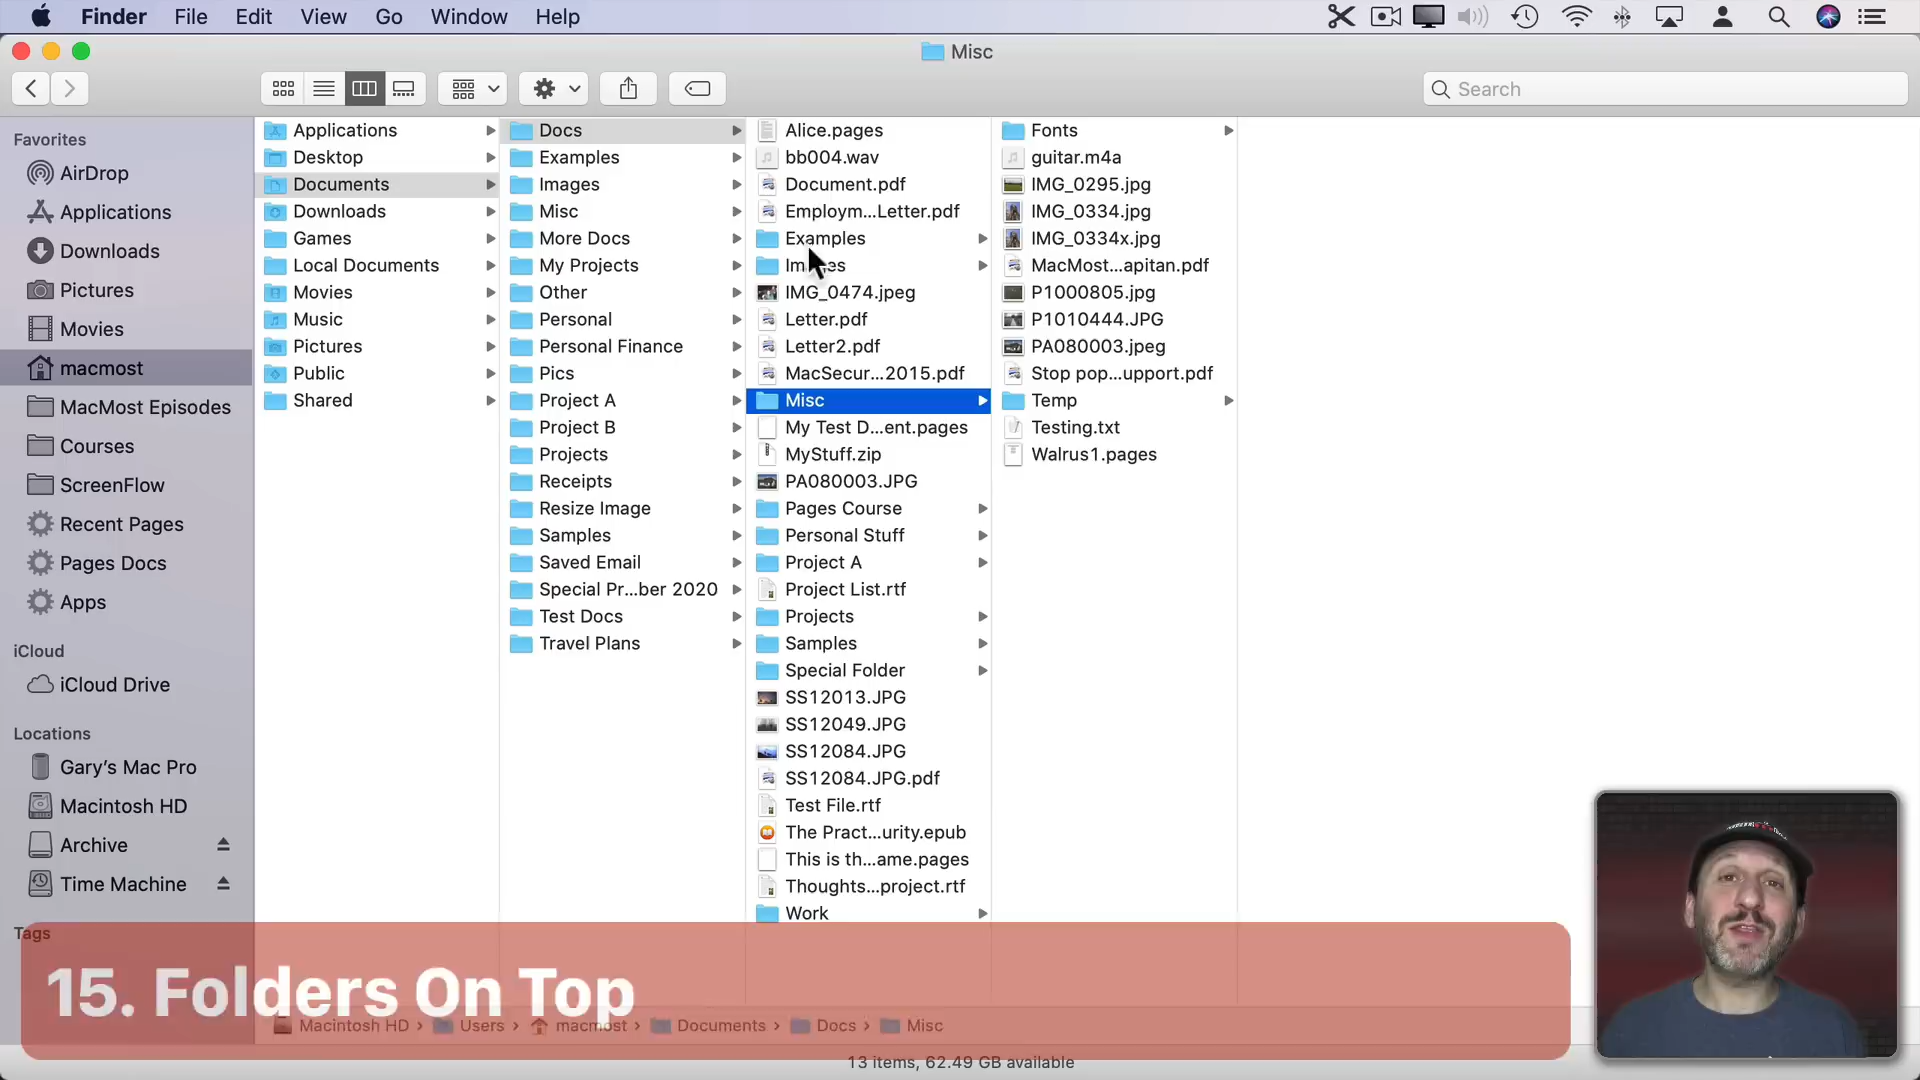 Finder File Edit View Go Window Help
Misc
Search
Favorites
AirDrop
Applications
Downloads
Pictures
Movies
macmost
MacMost Episodes
Courses
ScreenFlow
Recent Pages
Pages Docs
Apps
iCloud
iCloud Drive
Locations
Gary's Mac Pro
Macintosh HD
Archive
Time Machine
Tags
Applications
Desktop
Documents
Downloads
Games
Local Documents
Movies
Music
Pictures
Public
Shared
Docs
Examples
Images
Misc
More Docs
My Projects
Other
Personal
Personal Finance
Pics
Project A
Project B
Projects
Receipts
Resize Image
Samples
Saved Email
Special Pr...ber 2020
Test Docs
Travel Plans
Alice.pages
bb004.wav
Document.pdf
Employm...Letter.pdf
Examples
Images
IMG_0474.jpeg
Letter.pdf
Letter2.pdf
MacSecur...2015.pdf
Misc
My Test D...ent.pages
MyStuff.zip
PA080003.JPG
Pages Course
Personal Stuff
Project A
Project List.rtf
Projects
Samples
Special Folder
SS12013.JPG
SS12049.JPG
SS12084.JPG
SS12084.JPG.pdf
Test File.rtf
The Pract...urity.epub
This is th...ame.pages
Thoughts...project.rtf
Work
Fonts
guitar.m4a
IMG_0295.jpg
IMG_0334.jpg
IMG_0334x.jpg
MacMost...apitan.pdf
P1000805.jpg
P1010444.JPG
PA080003.jpeg
Stop pop...upport.pdf
Temp
Testing.txt
Walrus1.pages
15. Folders On Top
Macintosh HD › Users › macmost › Documents › Docs › Misc
13 items, 62.49 GB available